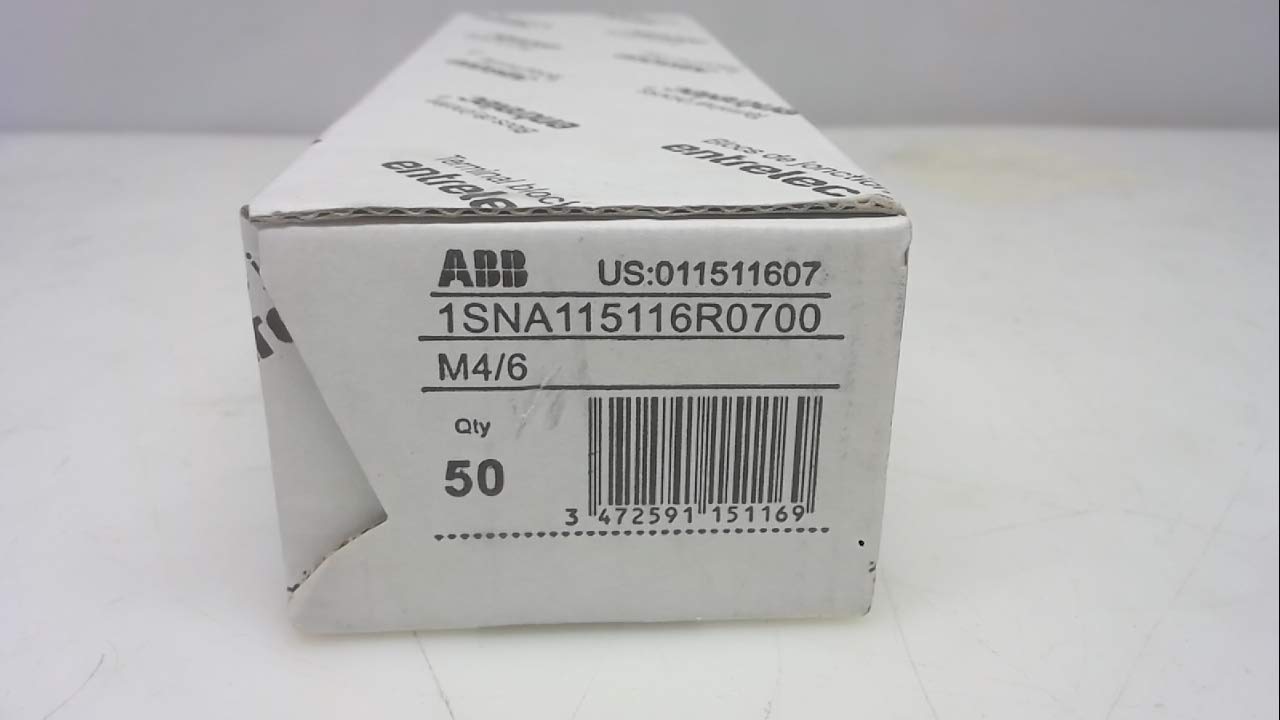 Blocs de jonction
entrelec
Terminal block
entrelec
ABB US:011511607
1SNA115116R0700
M4/6
Qty
50
3 472591 151169